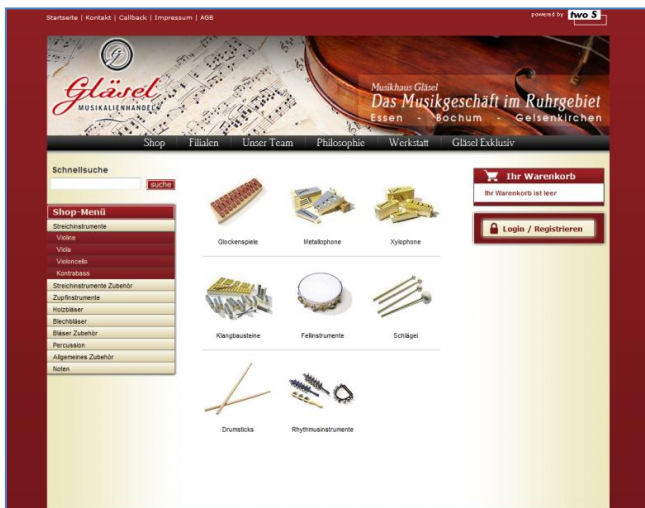 Startseite | Kontakt | Callback | Impressum | AGB
powered by two S
Gläsel
MUSIKALIENHANDEL
Musikhaus Gläsel
Das Musikgeschäft im Ruhrgebiet
Essen - Bochum - Gelsenkirchen
Shop Filialen Unser Team Philosophie Werkstatt Gläsel Exklusiv
Schnellsuche
suche
Shop-Menü
Streichinstrumente
Violine
Viola
Violoncello
Kontrabass
Streichinstrumente Zubehör
Zupfinstrumente
Holzbläser
Blechbläser
Bläser Zubehör
Percussion
Allgemeines Zubehör
Noten
Glockenspiele Metallophone Xylophone
Klangbausteine Fellinstrumente Schlägel
Drumsticks Rhythmusinstrumente
Ihr Warenkorb
Ihr Warenkorb ist leer
Login / Registrieren